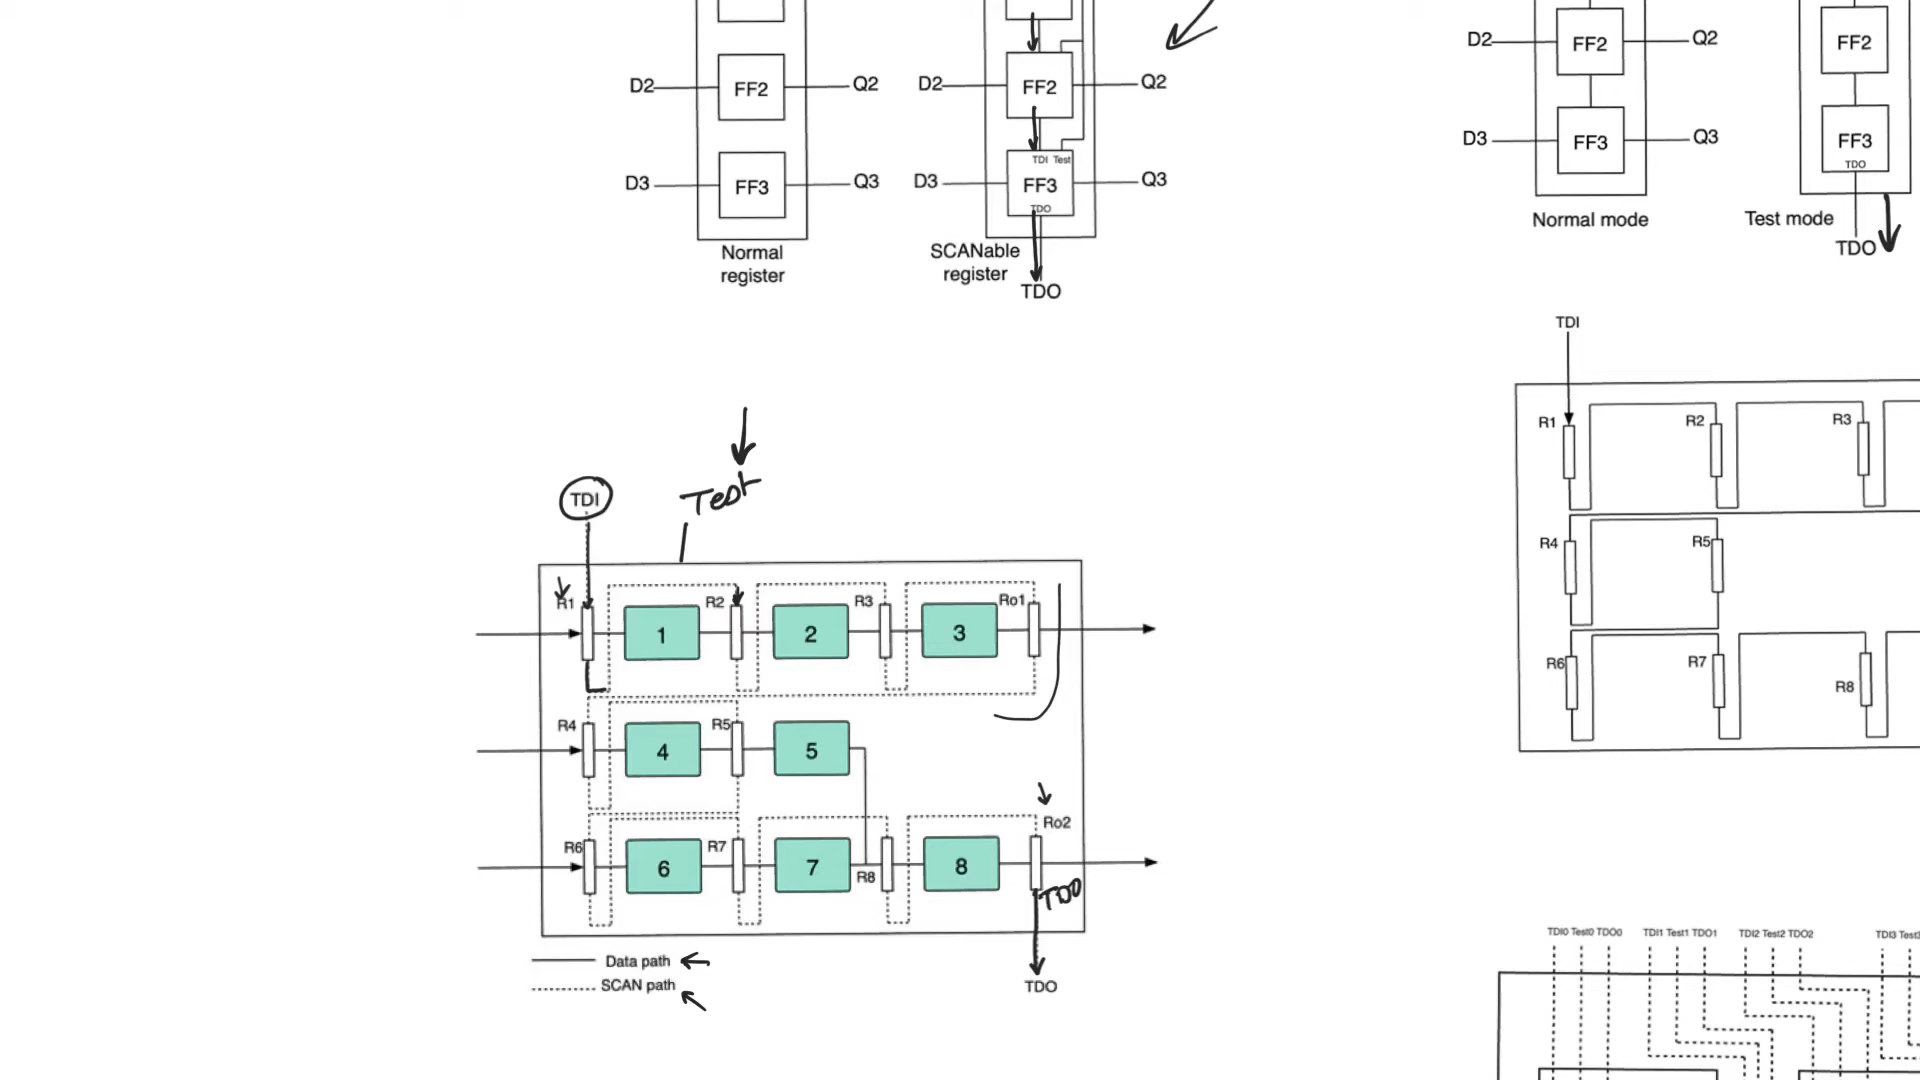 D2 FF2 Q2
D3 FF3 Q3
Normal
register
D2 FF2 Q2
TDI Test
D3 FF3 Q3
TDO
SCANable
register
TDO
D2 FF2 Q2
D3 FF3 Q3
Normal mode
FF2
FF3
TDO
Test mode
TDO
TDI
Test
R1 1 R2 2 R3 3 Ro1
R4 4 R5 5
R6 6 R7 7 R8 8 Ro2
TDO
Data path
SCAN path
TDO
TDI
R1 R2 R3
R4 R5
R6 R7 R8
TDI0 Test0 TDO0 TDI1 Test1 TDO1 TDI2 Test2 TDO2 TDI3 Test3